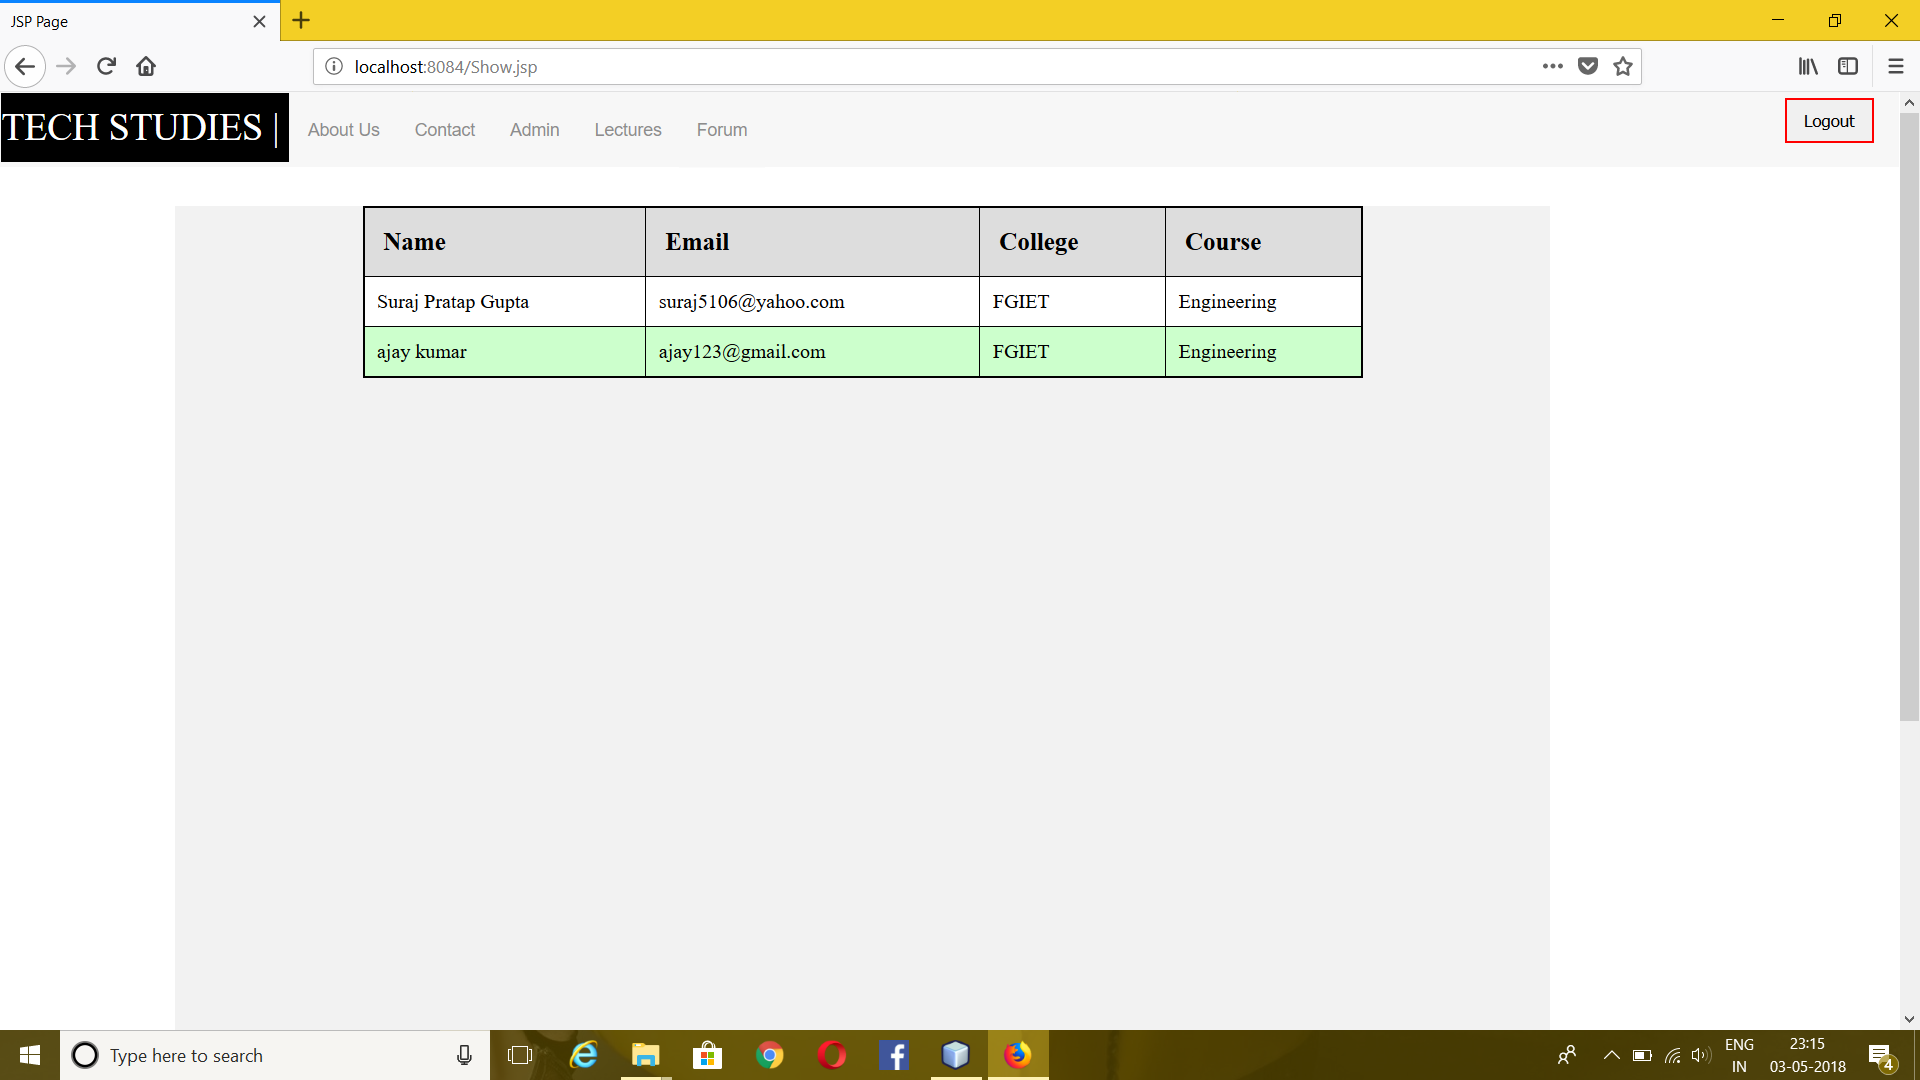 JSP Page
localhost:8084/Show.jsp
TECH STUDIES | About Us Contact Admin Lectures Forum Logout
Name Email College Course
Suraj Pratap Gupta suraj5106@yahoo.com FGIET Engineering
ajay kumar ajay123@gmail.com FGIET Engineering
Type here to search
ENG
IN
23:15
03-05-2018
4